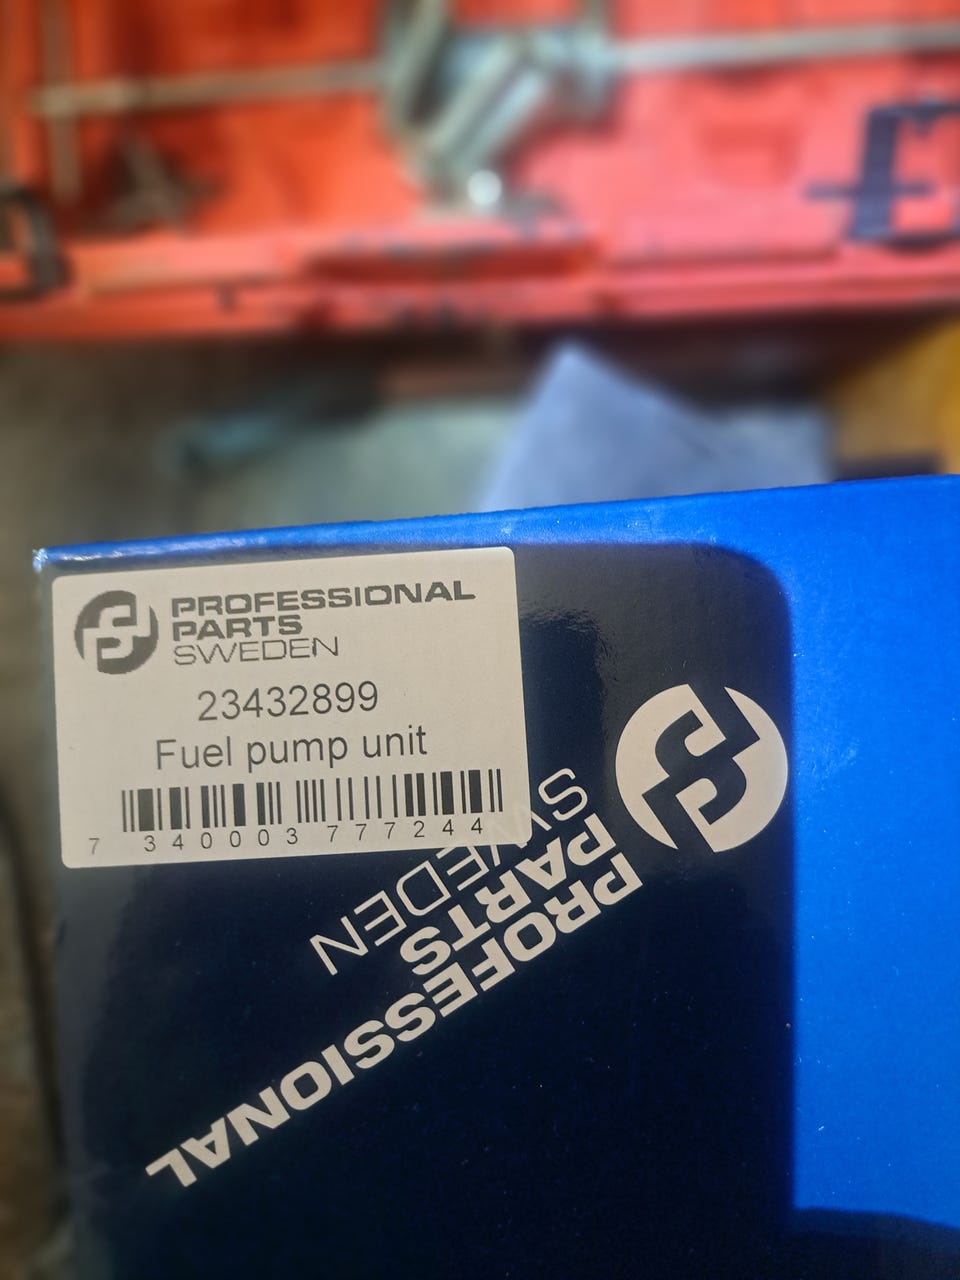 PROFESSIONAL
PARTS
SWEDEN
23432899
Fuel pump unit
7 340003 777244
PROFESSIONAL
PARTS
SWEDEN